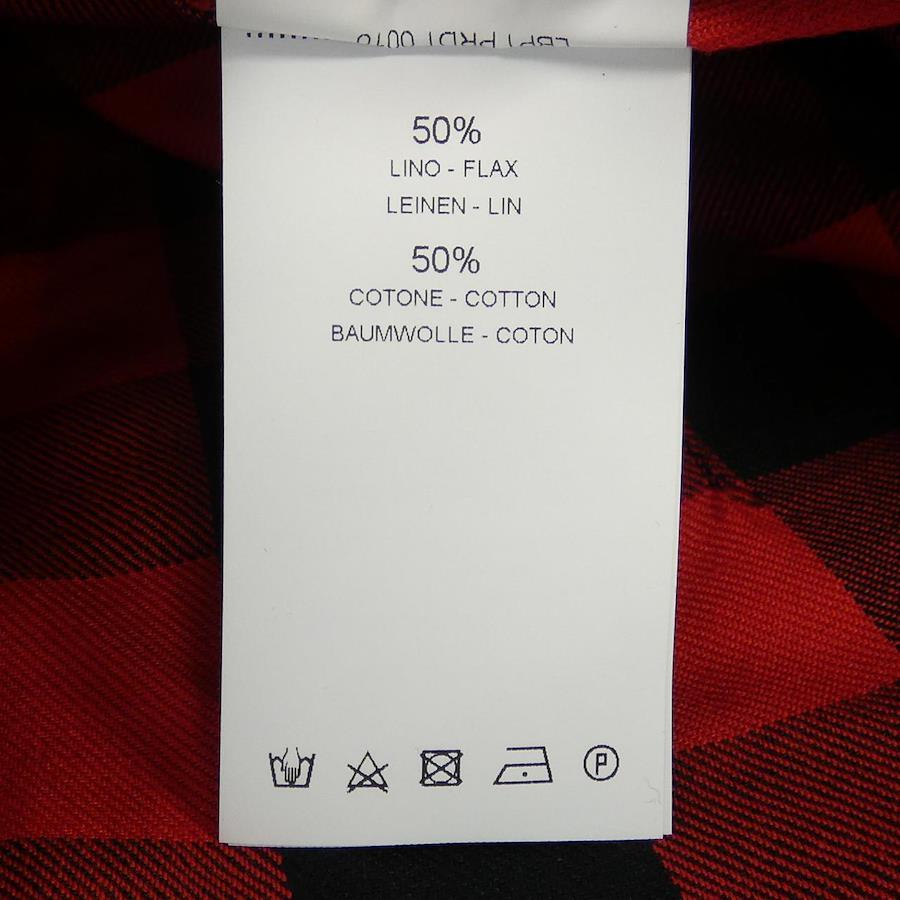 50%
LINO - FLAX
LEINEN - LIN
50%
COTONE - COTTON
BAUMWOLLE - COTON
P